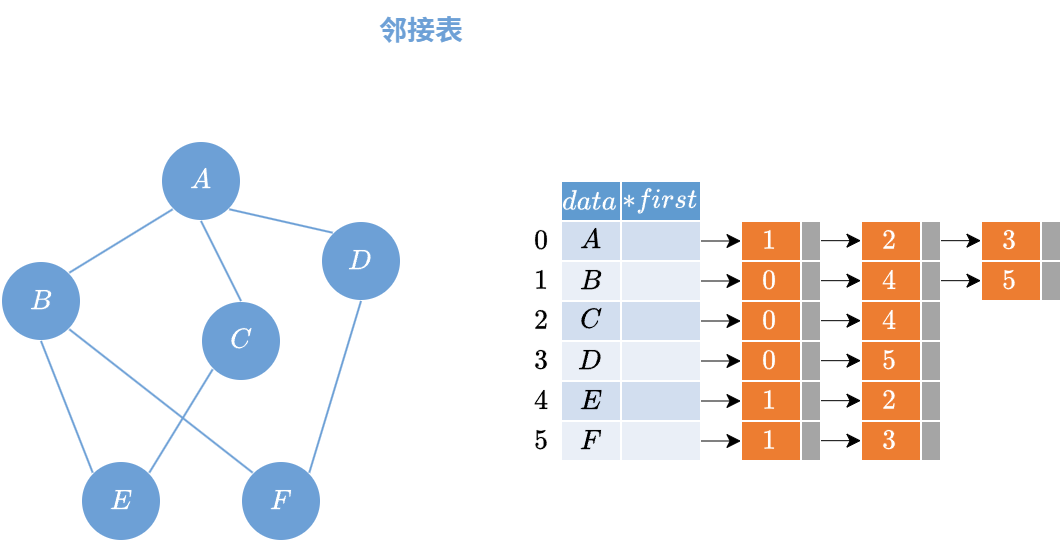 邻接表
A
D
B
C
E
F
data *first
0 A 1 2 3
1 B 0 4 5
2 C 0 4
3 D 0 5
4 E 1 2
5 F 1 3